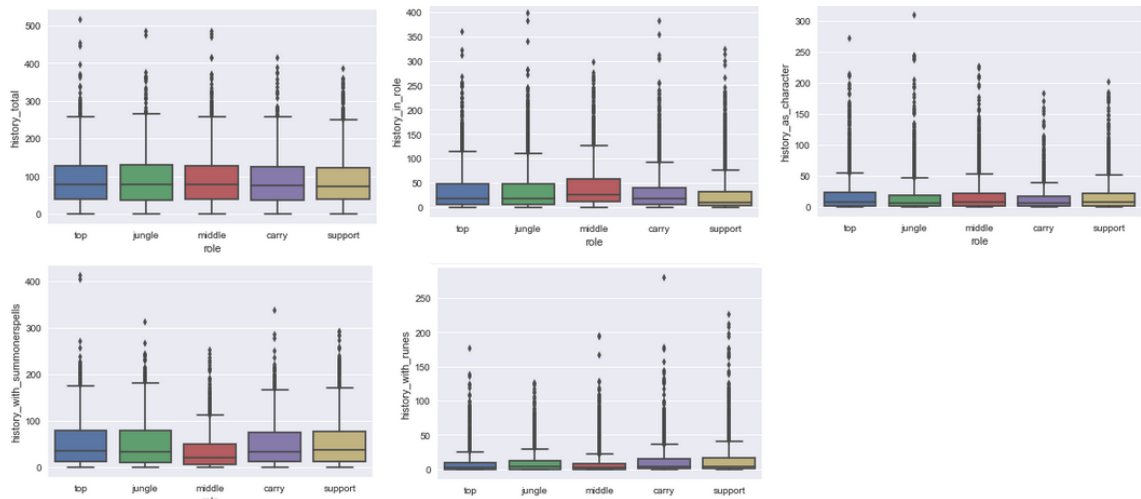 history_total
500
400
300
200
100
0
top jungle middle carry support
role
history_in_role
400
350
300
250
200
150
100
50
0
top jungle middle carry support
role
history_as_character
300
250
200
150
100
50
0
top jungle middle carry support
role
history_with_summonerspells
400
300
200
100
0
top jungle middle carry support
role
history_with_runes
250
200
150
100
50
0
top jungle middle carry support